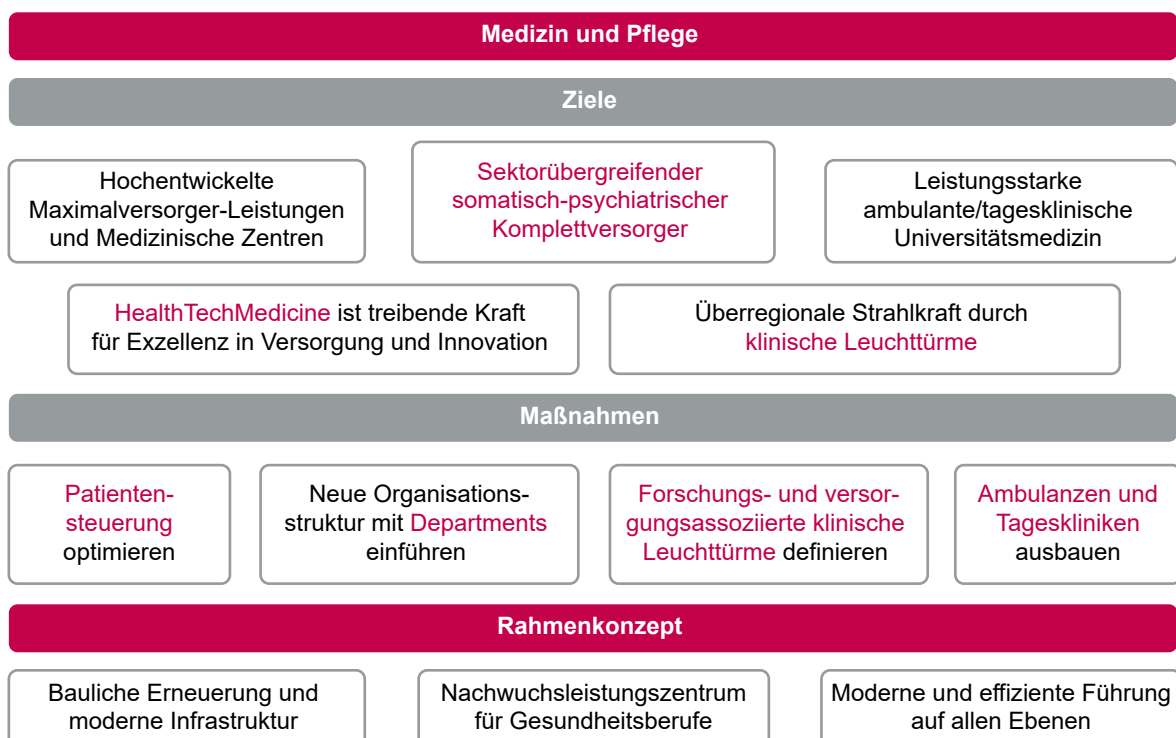 Medizin und Pflege
Ziele
Hochentwickelte
Maximalversorger-Leistungen
und Medizinische Zentren
Sektorübergreifender
somatisch-psychiatrischer
Komplettversorger
Leistungsstarke
ambulante/tagesklinische
Universitätsmedizin
HealthTechMedicine ist treibende Kraft
für Exzellenz in Versorgung und Innovation
Überregionale Strahlkraft durch
klinische Leuchttürme
Maßnahmen
Patienten-
steuerung
optimieren
Neue Organisations-
struktur mit Departments
einführen
Forschungs- und versor-
gungsassoziierte klinische
Leuchttürme definieren
Ambulanzen und
Tageskliniken
ausbauen
Rahmenkonzept
Bauliche Erneuerung und
moderne Infrastruktur
Nachwuchsleistungszentrum
für Gesundheitsberufe
Moderne und effiziente Führung
auf allen Ebenen